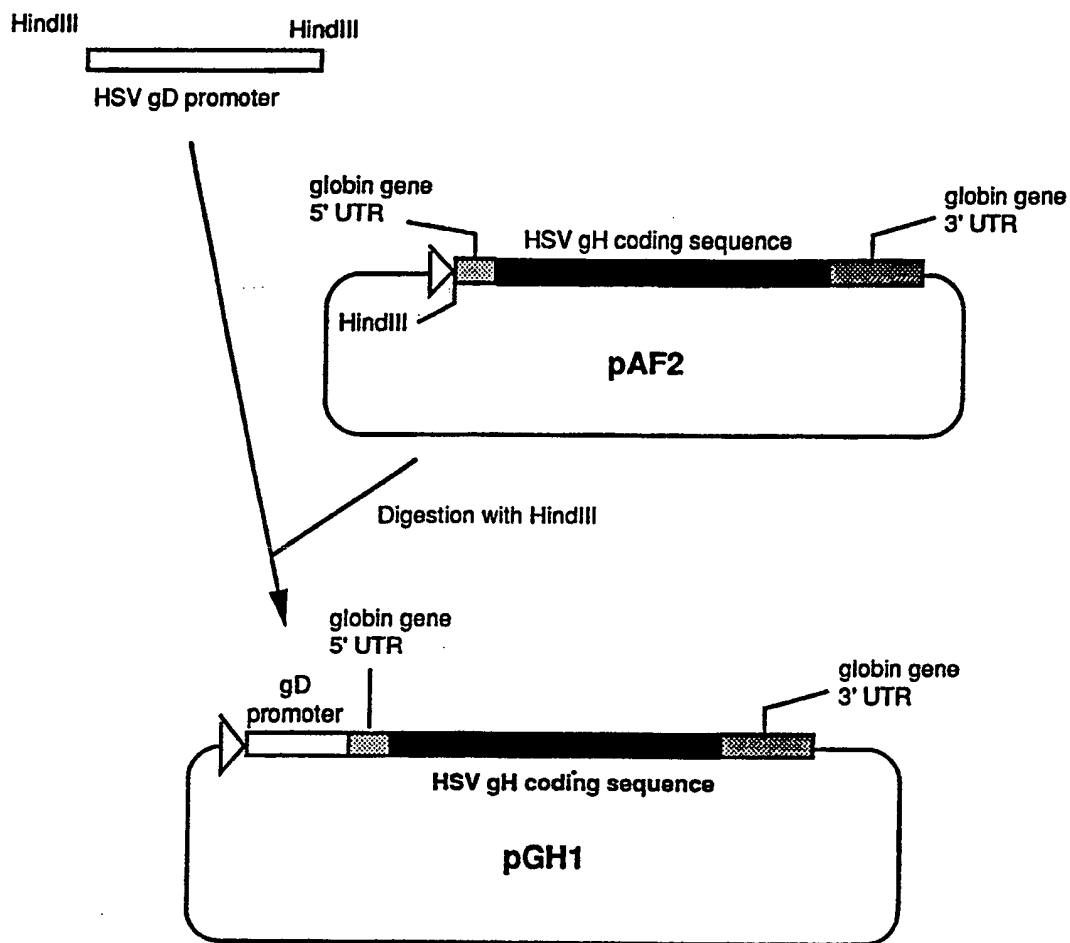 HindIII
HindIII
HSV gD promoter
globin gene
5' UTR
HSV gH coding sequence
globin gene
3' UTR
HindIII
pAF2
Digestion with HindIII
globin gene
5' UTR
gD
promoter
globin gene
3' UTR
HSV gH coding sequence
pGH1